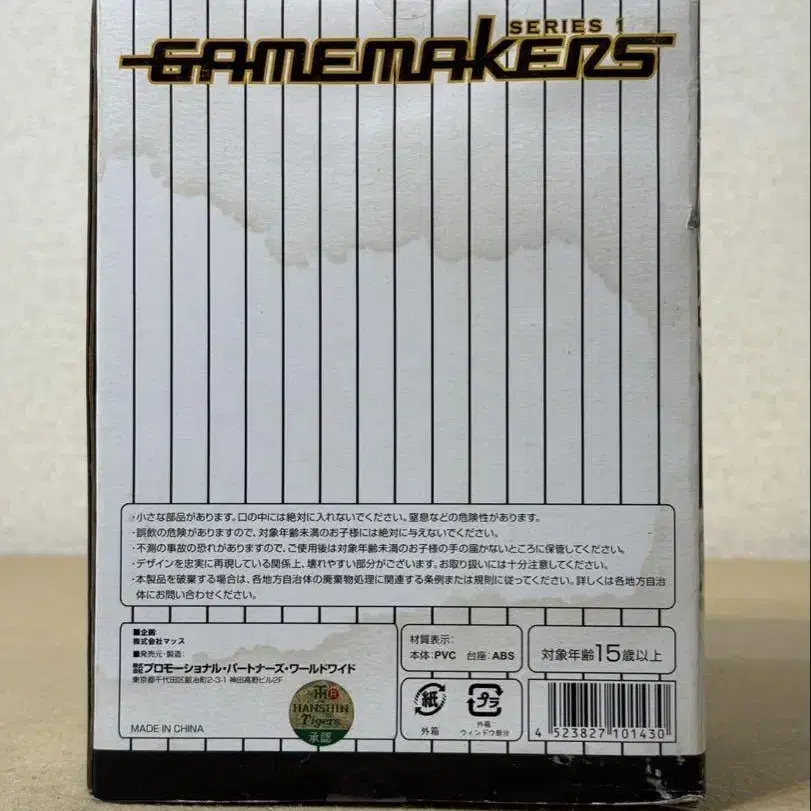 SERIES 1
GAMEMAKERS
・小さな部品があります。口の中には絶対に入れないでください。窒息などの危険性があります。
・誤飲の危険がありますので、対象年齢未満のお子様には絶対に与えないでください。
・不測の事故の恐れがありますので、ご使用後は対象年齢未満のお子様の手の届かないところに保管してください。
・デザインを忠実に再現している関係上、壊れやすい部分がございます。お取り扱いには十分注意してください。
・本製品を破棄する場合は、各地方自治体の廃棄物処理に関連する条例または規則に従ってください。詳しくは各地方自治
体にお問い合わせください。
■企画:
株式会社マッス
■発売元・製造:
株式会社プロモーショナル・パートナーズ・ワールドワイド
東京都千代田区鍛冶町2-3-1 神田高野ビル2F
MADE IN CHINA
HANSHIN
Tigers
承認
材質表示:
本体:PVC 台座:ABS
対象年齢15歳以上
紙
外箱
プラ
外箱
ウィンドウ部分
4 523827 101430